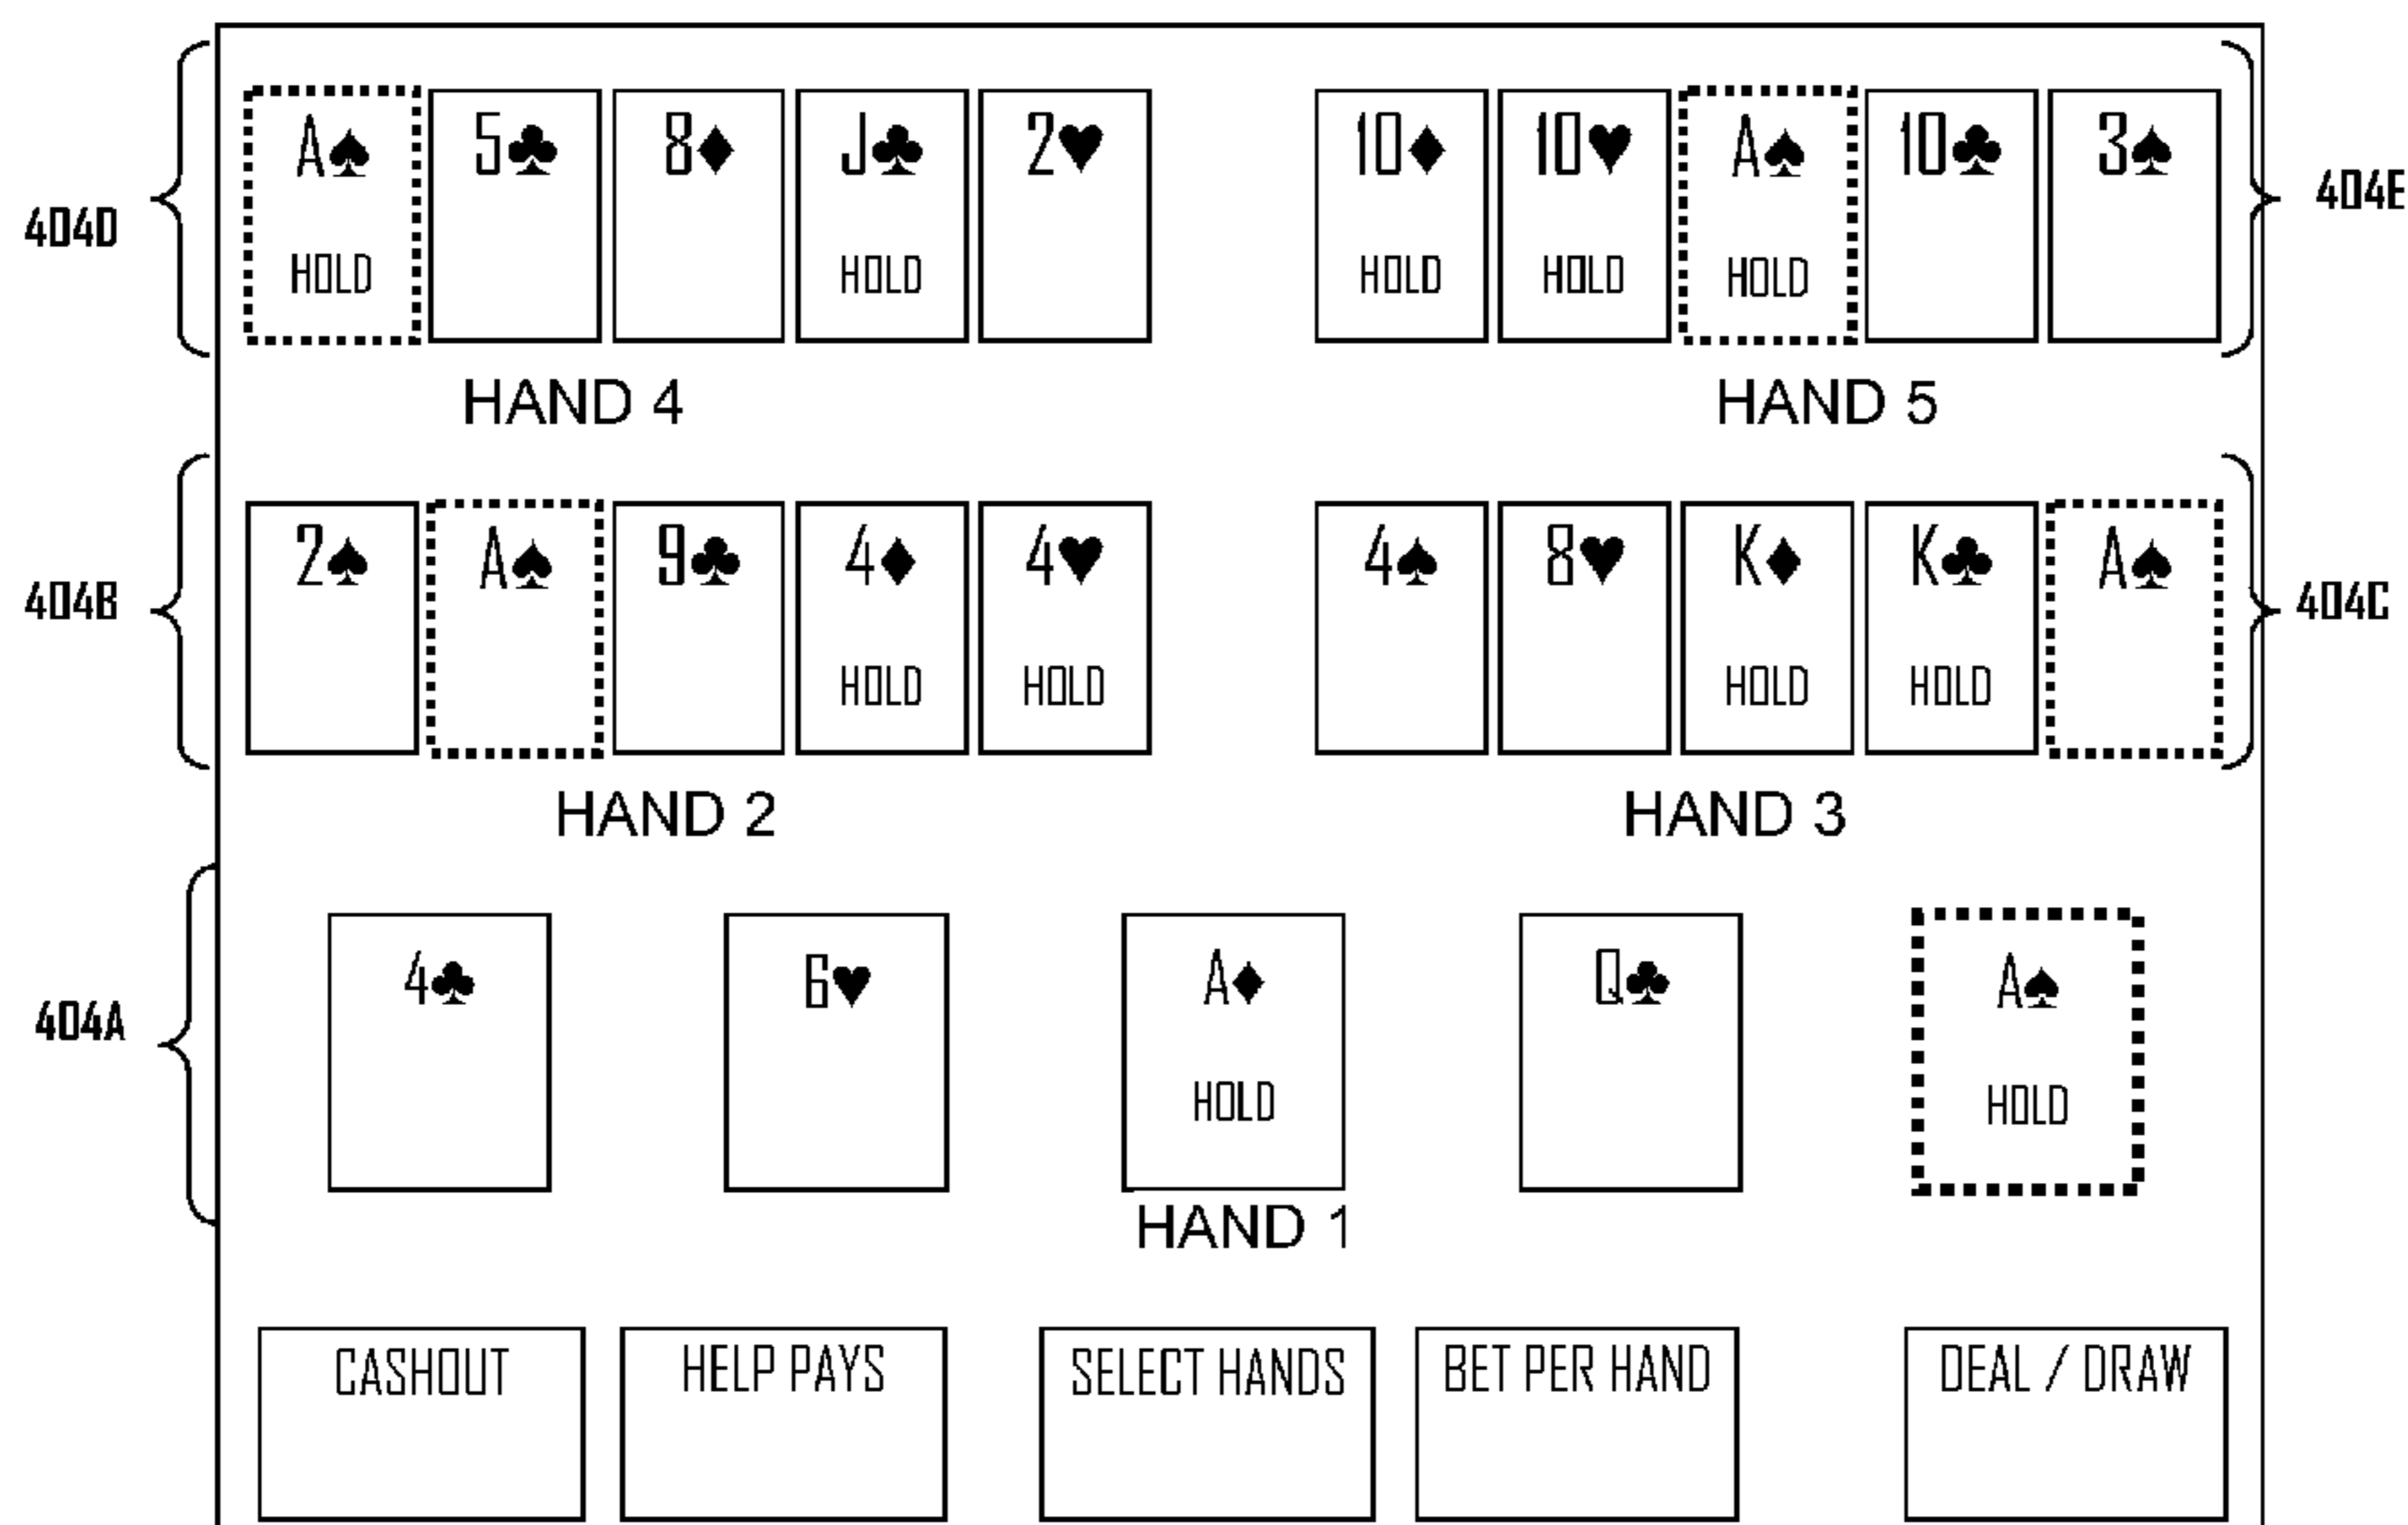 A♠ 5♣ 8♦ J♣ 2♥ 10♦ 10♥ A♠ 10♣ 3♠
404D 404E
HOLD HOLD HOLD HOLD HOLD
HAND 4 HAND 5
2♠ A♠ 9♣ 4♦ 4♥ 4♠ 8♥ K♦ K♣ A♠
404B 404C
HOLD HOLD HOLD HOLD
HAND 2 HAND 3
4♣ 6♥ A♦ Q♣ A♠
404A
HOLD HOLD
HAND 1
CASHOUT HELP PAYS SELECT HANDS BET PER HAND DEAL / DRAW